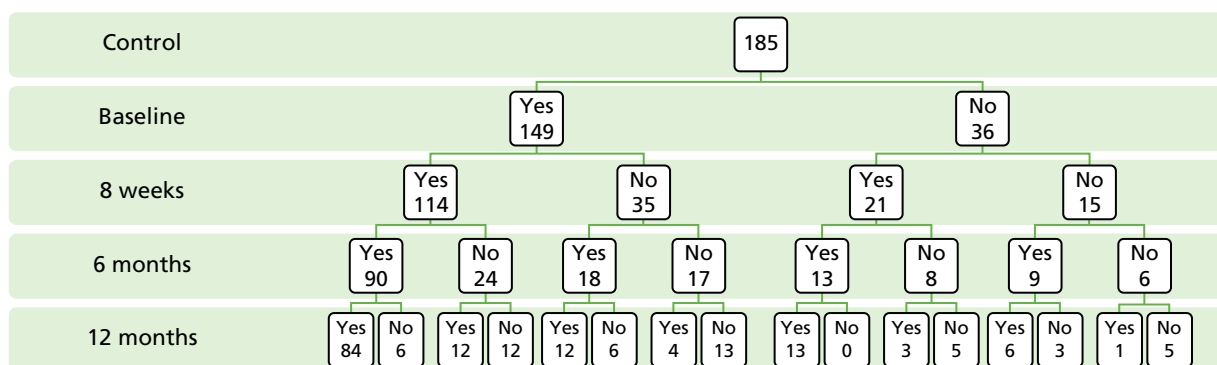 Control
185
Baseline
Yes
149
No
36
8 weeks
Yes
114
No
35
Yes
21
No
15
6 months
Yes
90
No
24
Yes
18
No
17
Yes
13
No
8
Yes
9
No
6
12 months
Yes
84
No
6
Yes
12
No
12
Yes
12
No
6
Yes
4
No
13
Yes
13
No
0
Yes
3
No
5
Yes
6
No
3
Yes
1
No
5